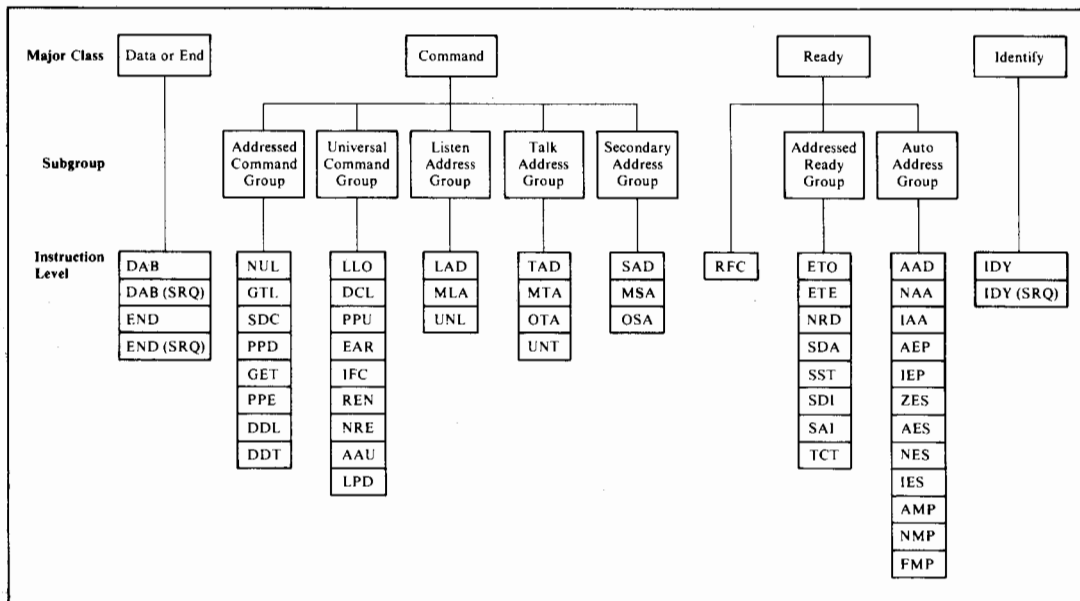 Major Class
Data or End
Command
Ready
Identify
Subgroup
Addressed
Command
Group
Universal
Command
Group
Listen
Address
Group
Talk
Address
Group
Secondary
Address
Group
Addressed
Ready
Group
Auto
Address
Group
Instruction
Level
DAB
DAB (SRQ)
END
END (SRQ)
NUL
GTL
SDC
PPD
GET
PPE
DDL
DDT
LLO
DCL
PPU
EAR
IFC
REN
NRE
AAU
LPD
LAD
MLA
UNL
TAD
MTA
OTA
UNT
SAD
MSA
OSA
RFC
ETO
ETE
NRD
SDA
SST
SDI
SAI
TCT
AAD
NAA
IAA
AEP
IEP
ZES
AES
NES
IES
AMP
NMP
FMP
IDY
IDY (SRQ)